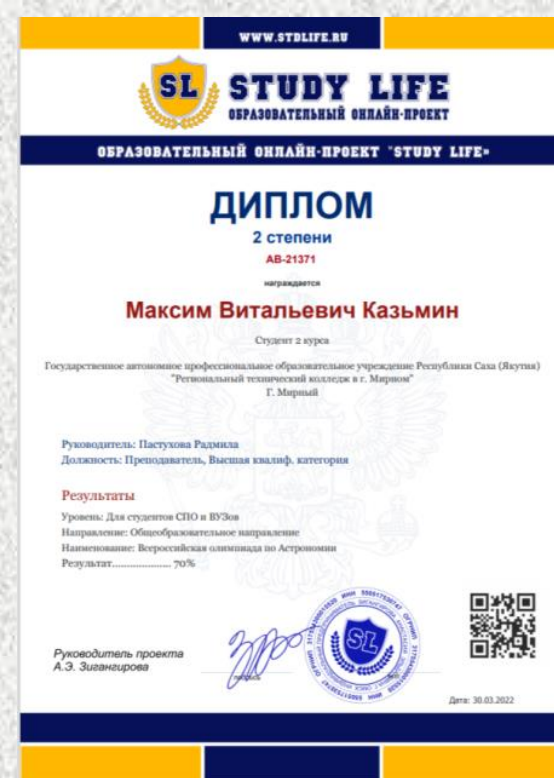 WWW.STDLIFE.RU
SL
STUDY LIFE
ОБРАЗОВАТЕЛЬНЫЙ ОНЛАЙН-ПРОЕКТ
ОБРАЗОВАТЕЛЬНЫЙ ОНЛАЙН-ПРОЕКТ "STUDY LIFE"
ДИПЛОМ
2 степени
АВ-21371
награждается
Максим Витальевич Казьмин
Студент 2 курса
Государственное автономное профессиональное образовательное учреждение Республики Саха (Якутия)
"Региональный технический колледж в г. Мирном"
Г. Мирный
Руководитель: Пастухова Радмила
Должность: Преподаватель, Высшая квалиф. категория
Результаты
Уровень: Для студентов СПО и ВУЗов
Направление: Общеобразовательное направление
Наименование: Всероссийская олимпиада по Астрономии
Результат.................... 70%
Руководитель проекта
А.Э. Зигангирова
SL
Дата: 30.03.2022